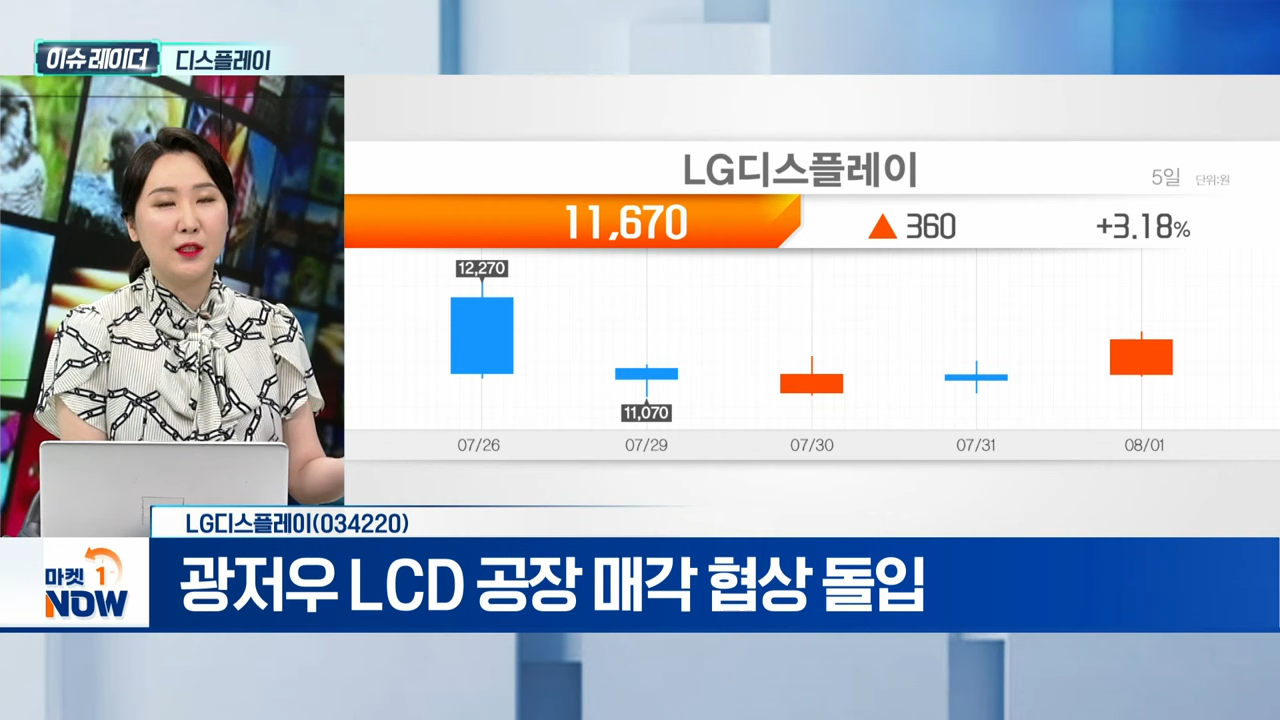 이슈 레이더 디스플레이
LG디스플레이
5일 단위:원
11,670 ▲ 360 +3.18%
12,270
11,070
07/26 07/29 07/30 07/31 08/01
LG디스플레이(034220)
마켓 1
NOW
광저우 LCD 공장 매각 협상 돌입